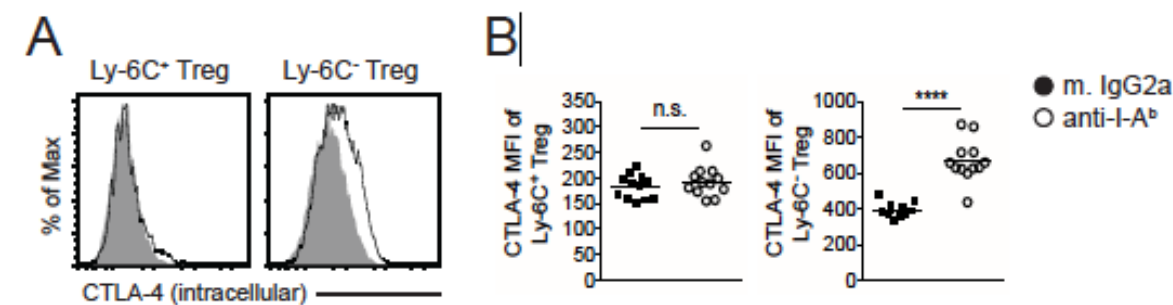 A
Ly-6C⁺ Treg
Ly-6C⁻ Treg
% of Max
CTLA-4 (intracellular)
B
CTLA-4 MFI of
Ly-6C⁺ Treg
350
300
250
200
150
100
50
0
n.s.
CTLA-4 MFI of
Ly-6C⁻ Treg
1000
800
600
400
200
0
****
m. IgG2a
anti-I-Aᵇ